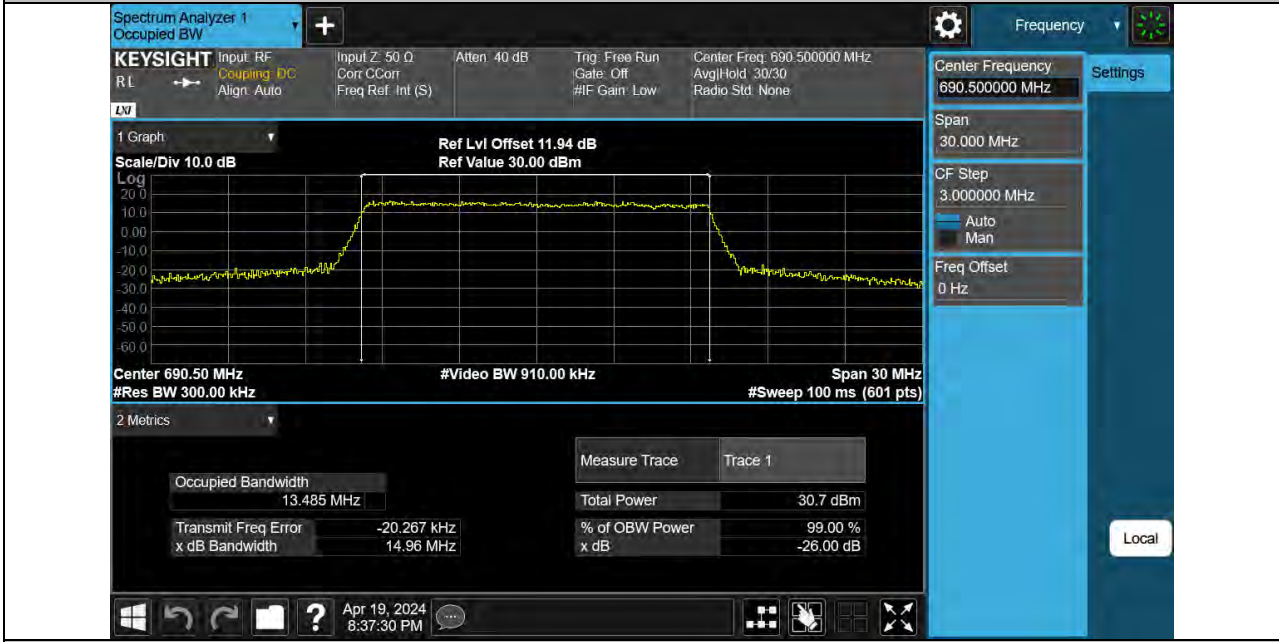 Spectrum Analyzer 1
Occupied BW
+
Frequency
KEYSIGHT
Input: RF
Input Z: 50 Ω
Atten: 40 dB
Trig: Free Run
Center Freq: 690.500000 MHz
RL
Coupling: DC
Corr CCorr
Gate: Off
Avg|Hold: 30/30
Align: Auto
Freq Ref: Int (S)
#IF Gain: Low
Radio Std: None
LXI
Center Frequency
690.500000 MHz
Settings
Span
30.000 MHz
CF Step
3.000000 MHz
Auto
Man
Freq Offset
0 Hz
Local
1 Graph
Ref Lvl Offset 11.94 dB
Scale/Div 10.0 dB
Ref Value 30.00 dBm
Log
20.0
10.0
0.00
-10.0
-20.0
-30.0
-40.0
-50.0
-60.0
Center 690.50 MHz
#Video BW 910.00 kHz
Span 30 MHz
#Res BW 300.00 kHz
#Sweep 100 ms (601 pts)
2 Metrics
Measure Trace
Trace 1
Occupied Bandwidth
13.485 MHz
Total Power
30.7 dBm
Transmit Freq Error
-20.267 kHz
% of OBW Power
99.00 %
x dB Bandwidth
14.96 MHz
x dB
-26.00 dB
?
Apr 19, 2024
8:37:30 PM